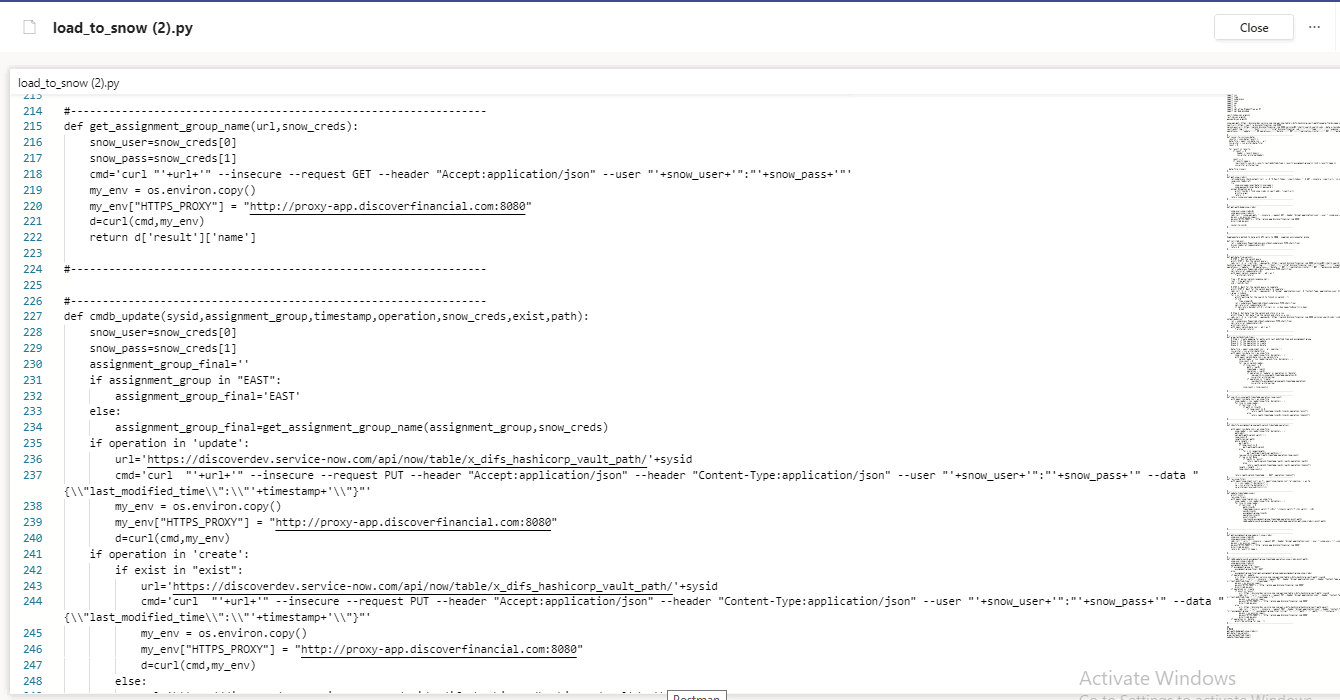 load_to_snow (2).py
Close
load_to_snow (2).py
213
214 #-----------------------------------------------------------------
215 def get_assignment_group_name(url,snow_creds):
216     snow_user=snow_creds[0]
217     snow_pass=snow_creds[1]
218     cmd='curl "'+url+'" --insecure --request GET --header "Accept:application/json" --user "'+snow_user+'":"'+snow_pass+'"'
219     my_env = os.environ.copy()
220     my_env["HTTPS_PROXY"] = "http://proxy-app.discoverfinancial.com:8080"
221     d=curl(cmd,my_env)
222     return d['result']['name']
223
224 #-----------------------------------------------------------------
225
226 #-----------------------------------------------------------------
227 def cmdb_update(sysid,assignment_group,timestamp,operation,snow_creds,exist,path):
228     snow_user=snow_creds[0]
229     snow_pass=snow_creds[1]
230     assignment_group_final=''
231     if assignment_group in "EAST":
232         assignment_group_final='EAST'
233     else:
234         assignment_group_final=get_assignment_group_name(assignment_group,snow_creds)
235     if operation in 'update':
236         url='https://discoverdev.service-now.com/api/now/table/x_difs_hashicorp_vault_path/'+sysid
237         cmd='curl  "'+url+'" --insecure --request PUT --header "Accept:application/json" --header "Content-Type:application/json" --user "'+snow_user+'":"'+snow_pass+'" --data "
{\\"last_modified_time\\":\\"'+timestamp+'\\"}"'
238         my_env = os.environ.copy()
239         my_env["HTTPS_PROXY"] = "http://proxy-app.discoverfinancial.com:8080"
240         d=curl(cmd,my_env)
241     if operation in 'create':
242         if exist in "exist":
243             url='https://discoverdev.service-now.com/api/now/table/x_difs_hashicorp_vault_path/'+sysid
244             cmd='curl  "'+url+'" --insecure --request PUT --header "Accept:application/json" --header "Content-Type:application/json" --user "'+snow_user+'":"'+snow_pass+'" --data "
{\\"last_modified_time\\":\\"'+timestamp+'\\"}"'
245             my_env = os.environ.copy()
246             my_env["HTTPS_PROXY"] = "http://proxy-app.discoverfinancial.com:8080"
247             d=curl(cmd,my_env)
248         else:
Activate Windows
Go to Settings to activate Windows.
Postman